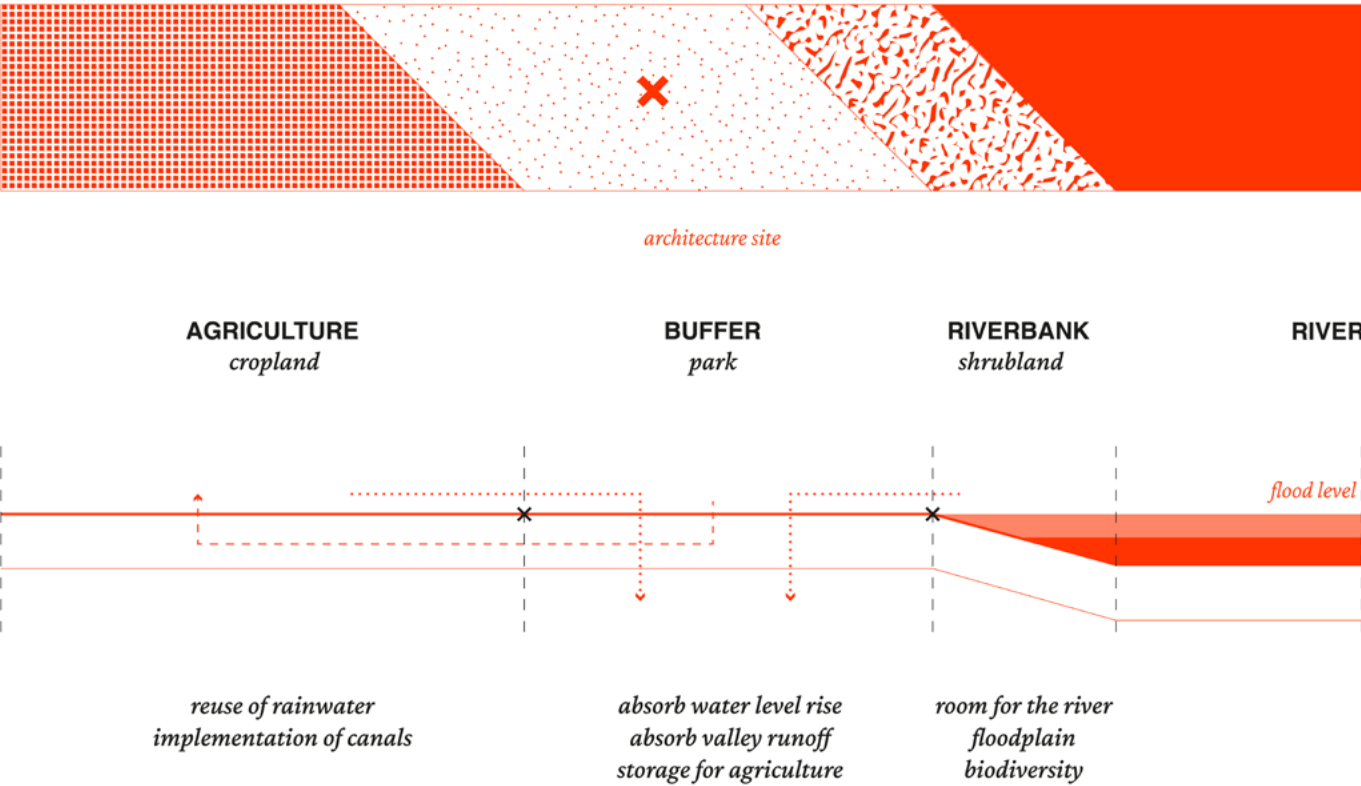 architecture site
AGRICULTURE
cropland
BUFFER
park
RIVERBANK
shrubland
RIVER
flood level
reuse of rainwater
implementation of canals
absorb water level rise
absorb valley runoff
storage for agriculture
room for the river
floodplain
biodiversity